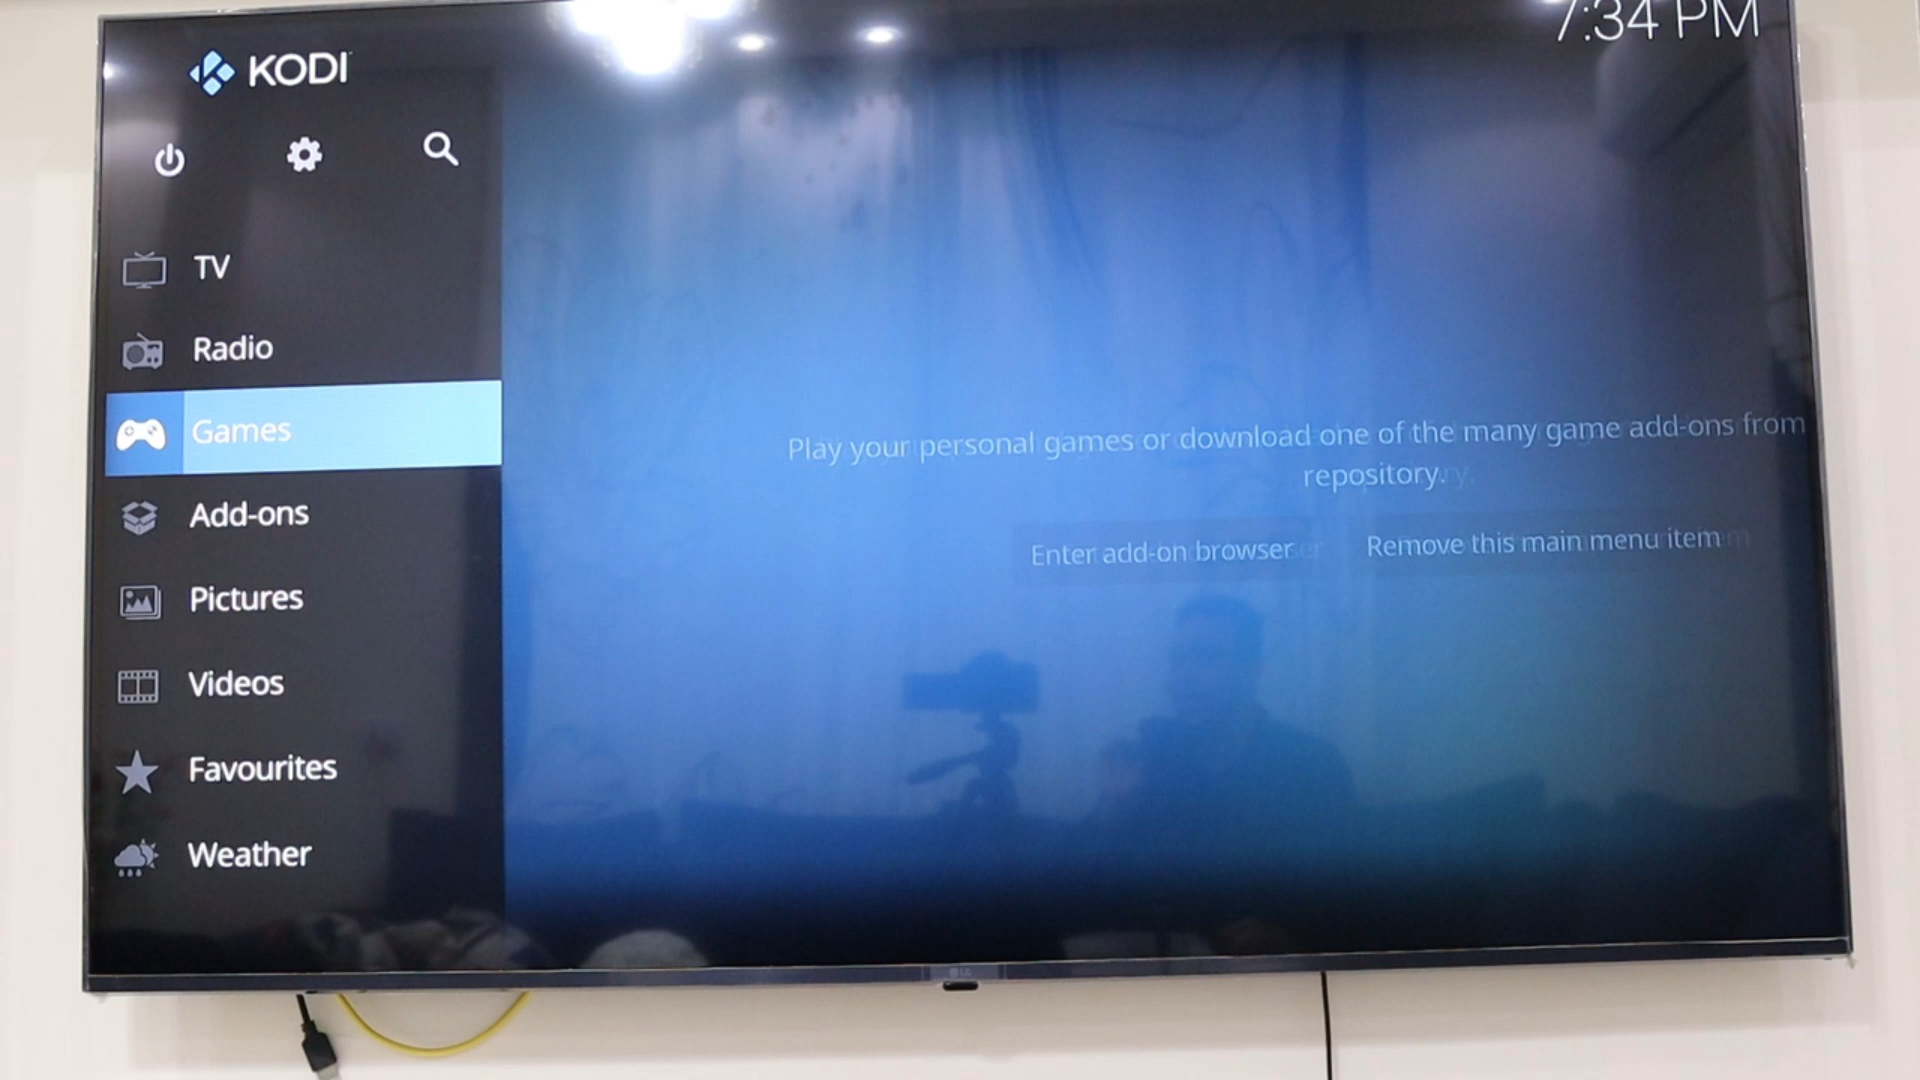 7:34 PM
KODI
TV
Radio
Games
Add-ons
Pictures
Videos
Favourites
Weather
Play your personal games or download one of the many game add-ons from
repository.
Enter add-on browser
Remove this main menu item
LG